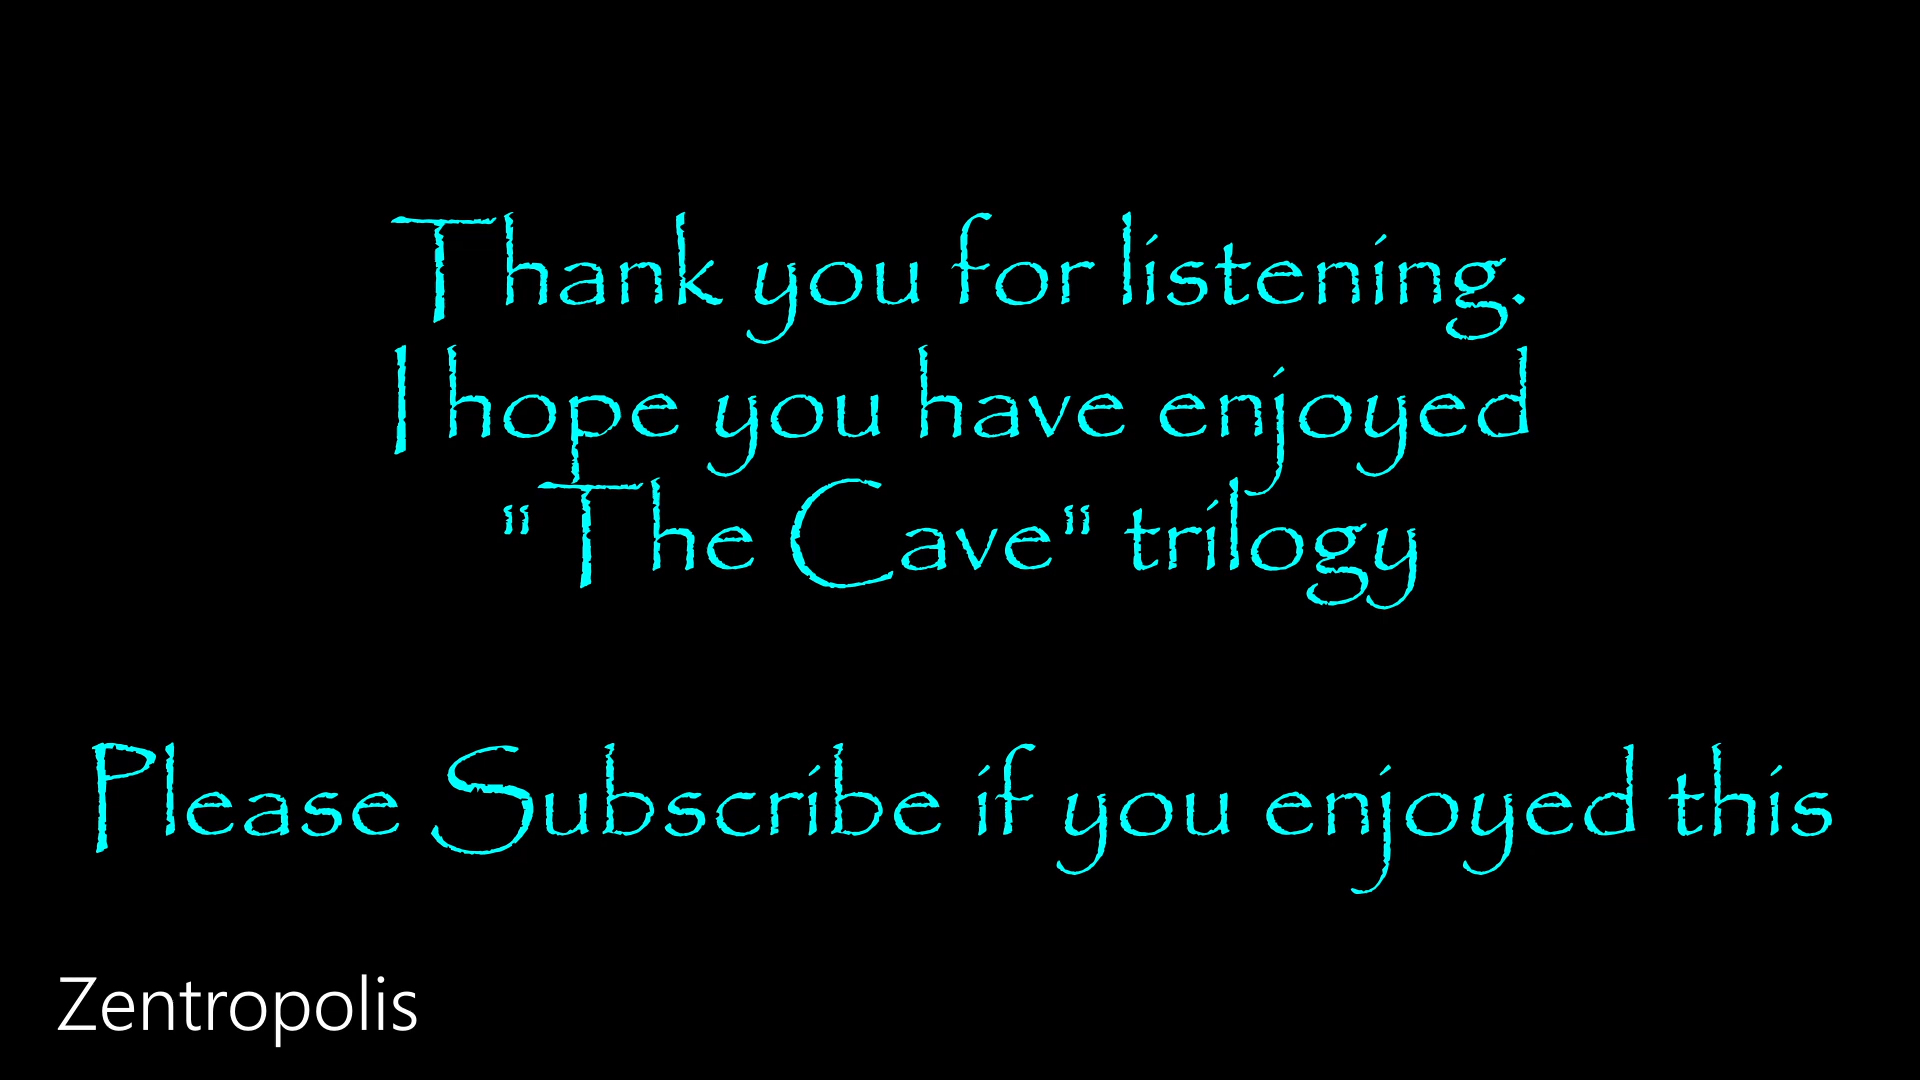 Thank you for listening.
I hope you have enjoyed
"The Cave" trilogy
Please Subscribe if you enjoyed this
Zentropolis